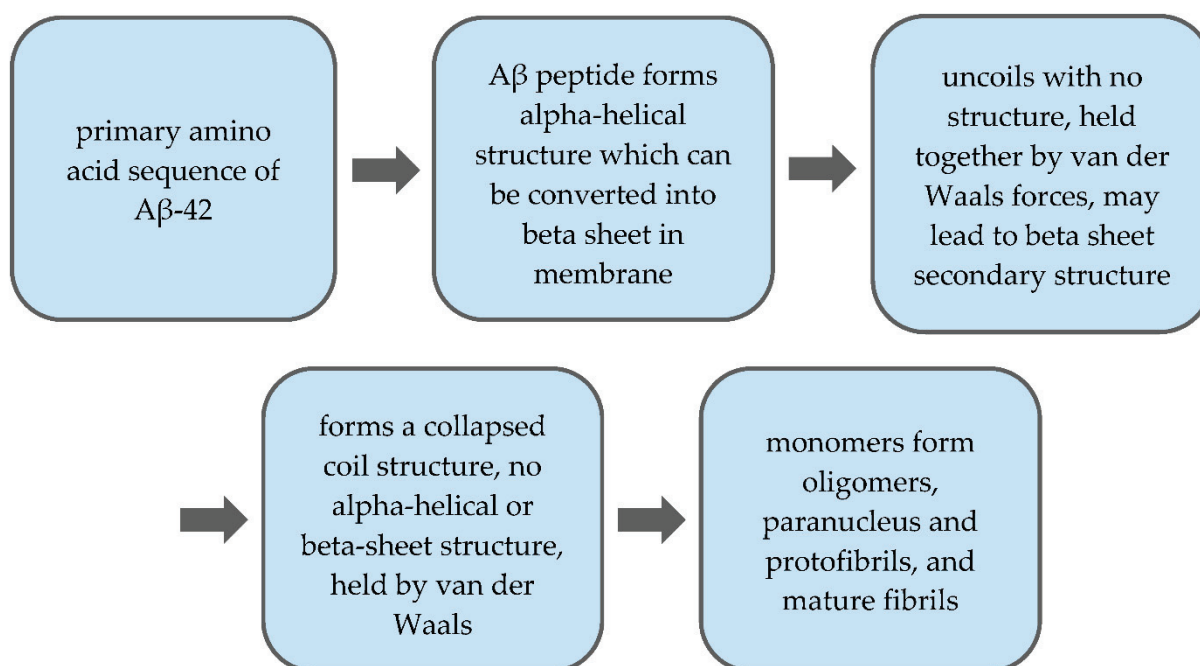 primary amino
acid sequence of
Aβ-42
Aβ peptide forms
alpha-helical
structure which can
be converted into
beta sheet in
membrane
uncoils with no
structure, held
together by van der
Waals forces, may
lead to beta sheet
secondary structure
forms a collapsed
coil structure, no
alpha-helical or
beta-sheet structure,
held by van der
Waals
monomers form
oligomers,
paranucleus and
protofibrils, and
mature fibrils